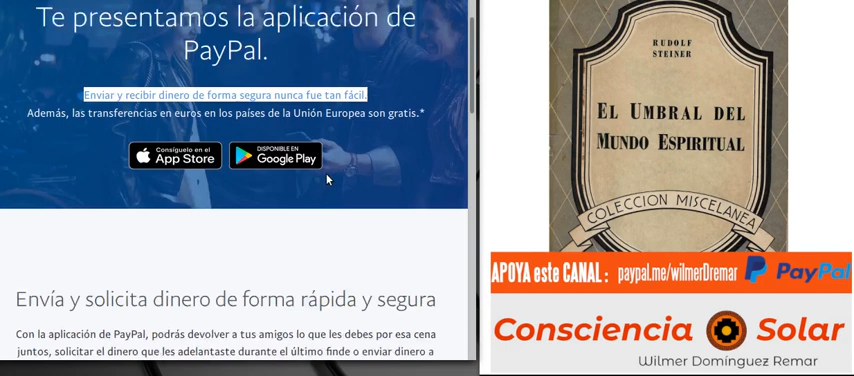 Te presentamos la aplicación de
PayPal.
Enviar y recibir dinero de forma segura nunca fue tan fácil.
Además, las transferencias en euros en los países de la Unión Europea son gratis.*
Consíguelo en el
App Store
DISPONIBLE EN
Google Play
Envía y solicita dinero de forma rápida y segura
Con la aplicación de PayPal, podrás devolver a tus amigos lo que les debes por esa cena
juntos, solicitar el dinero que les adelantaste durante el último finde o enviar dinero a
RUDOLF
STEINER
EL UMBRAL DEL
MUNDO ESPIRITUAL
COLECCION MISCELANEA
APOYA este CANAL : paypal.me/wilmerDremar PayPal
Consciencia Solar
Wilmer Domínguez Remar